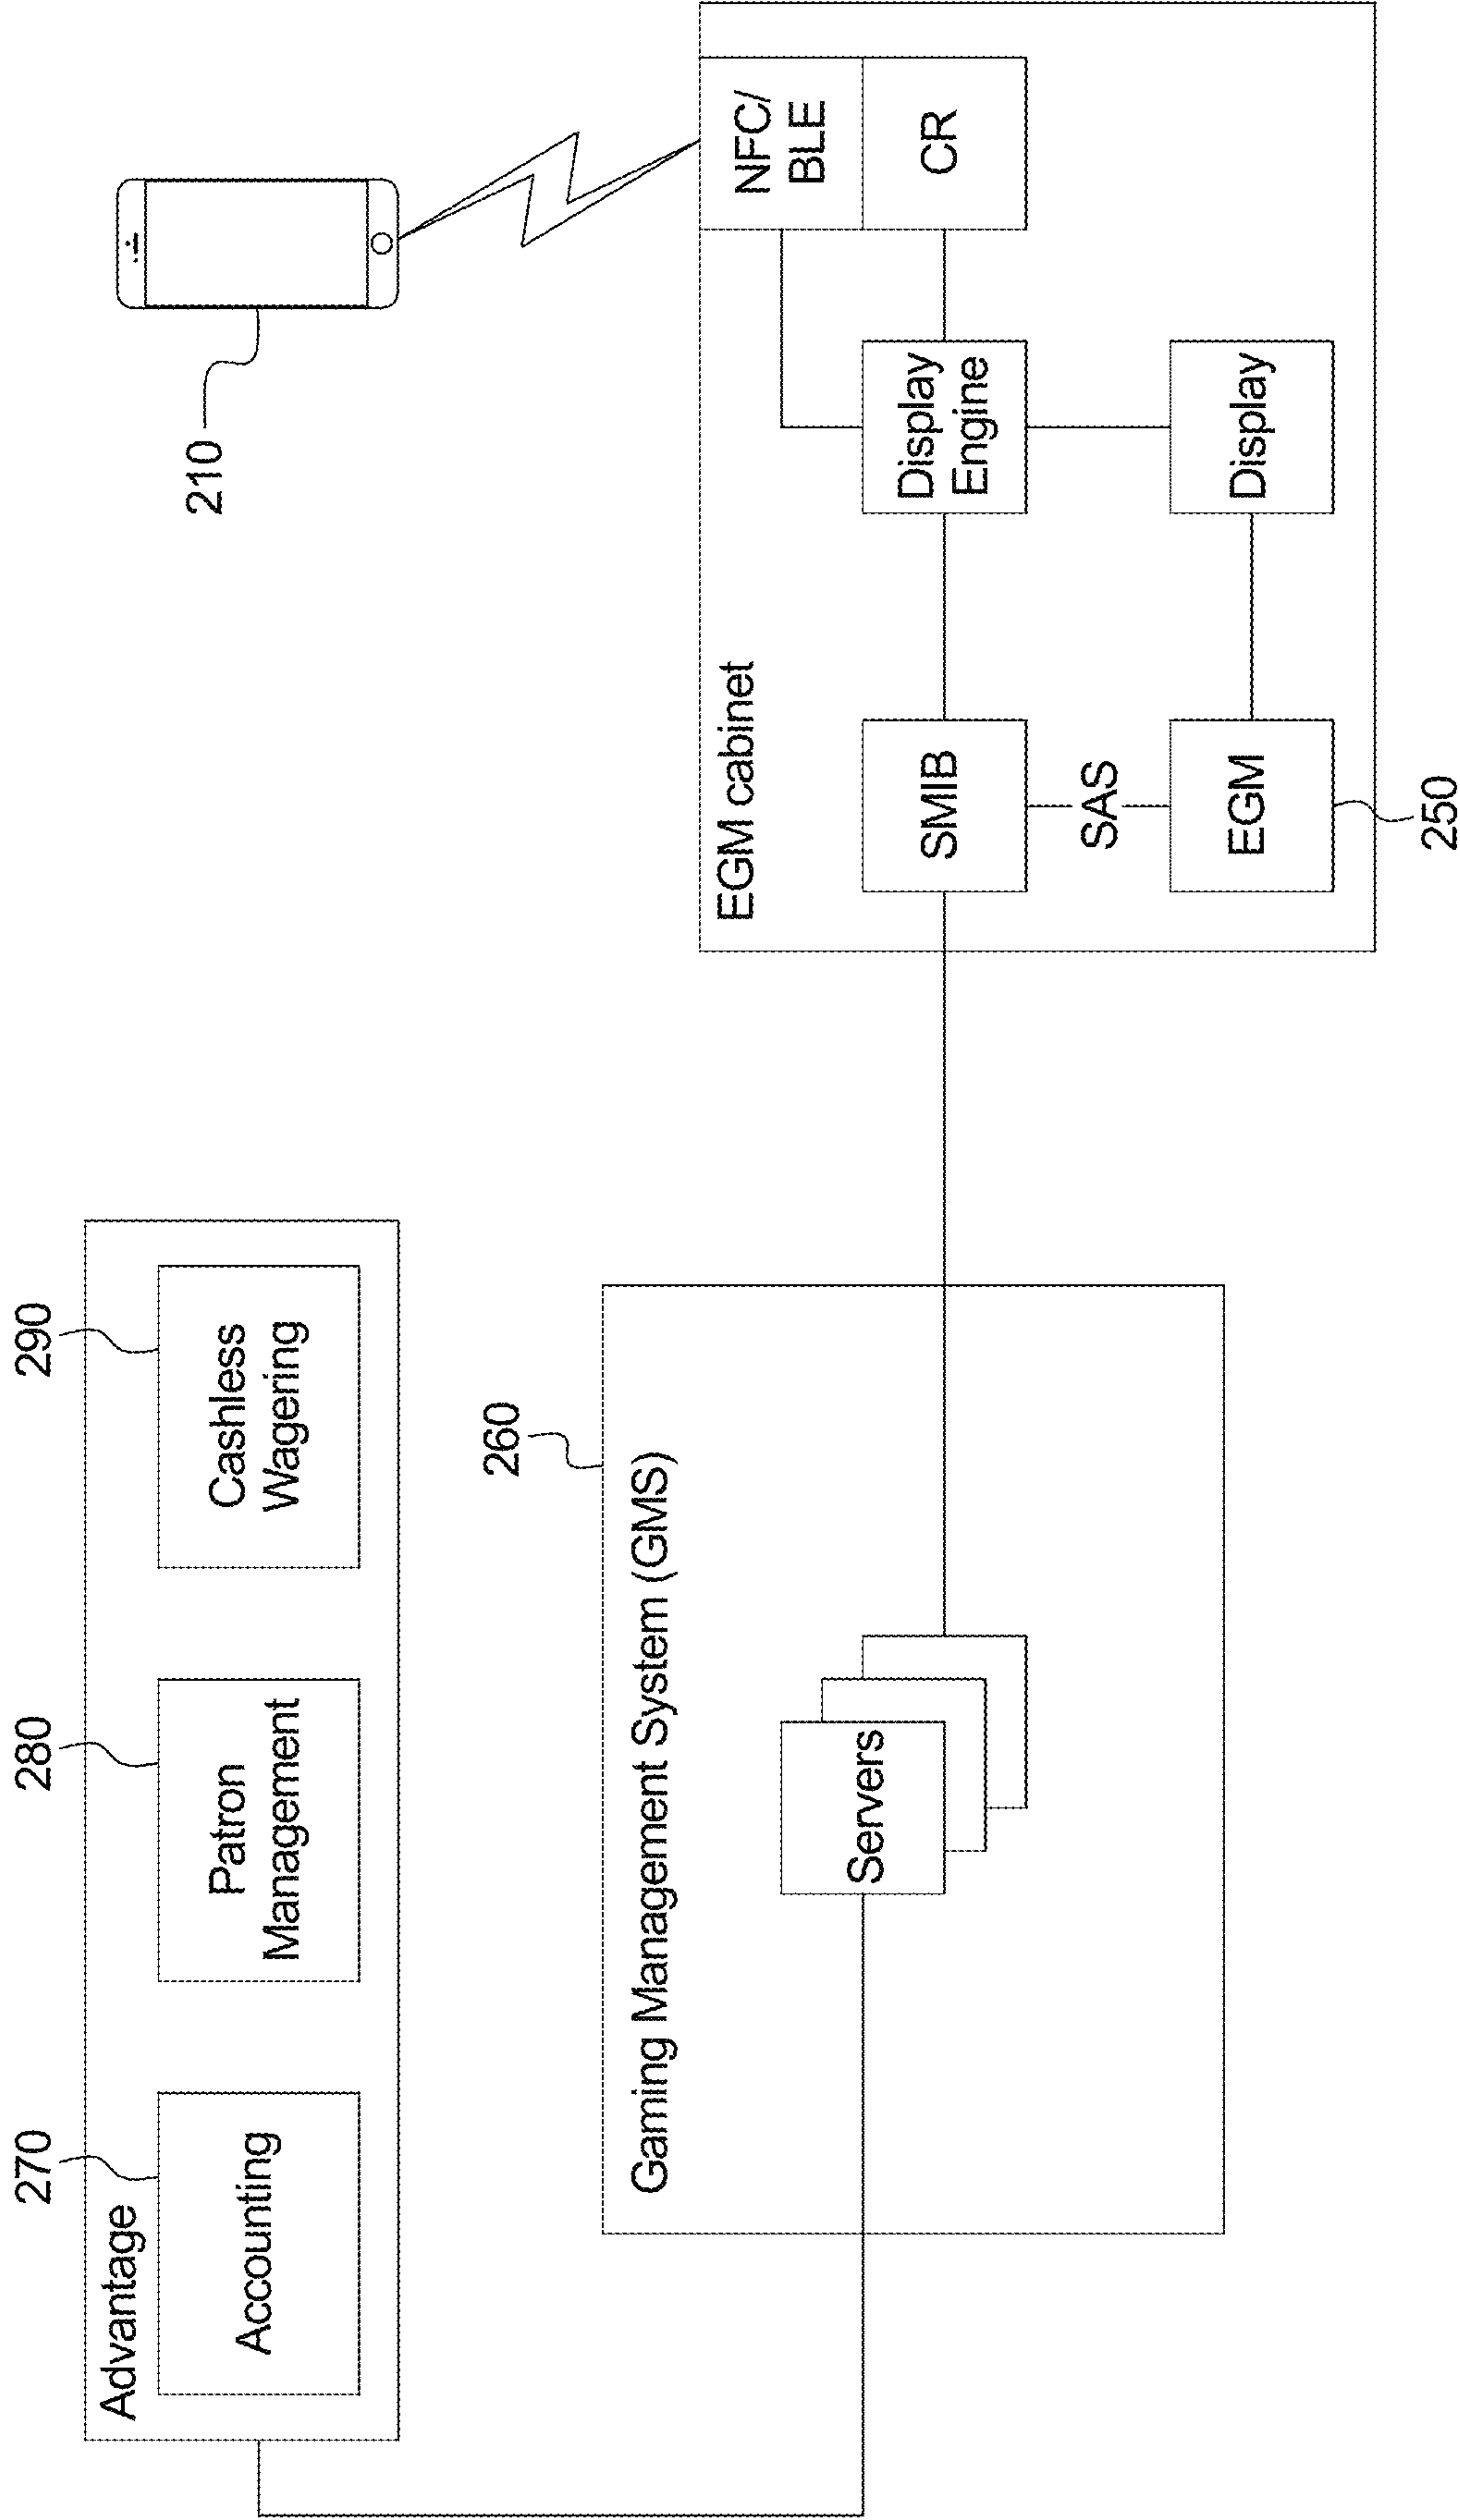 Advantage
270
Accounting
280
Patron
Management
290
Cashless
Wagering
260
Gaming Management System (GMS)
Servers
210
EGM cabinet
NFC/
BLE
CR
SMIB
Display
Engine
SAS
EGM
Display
250